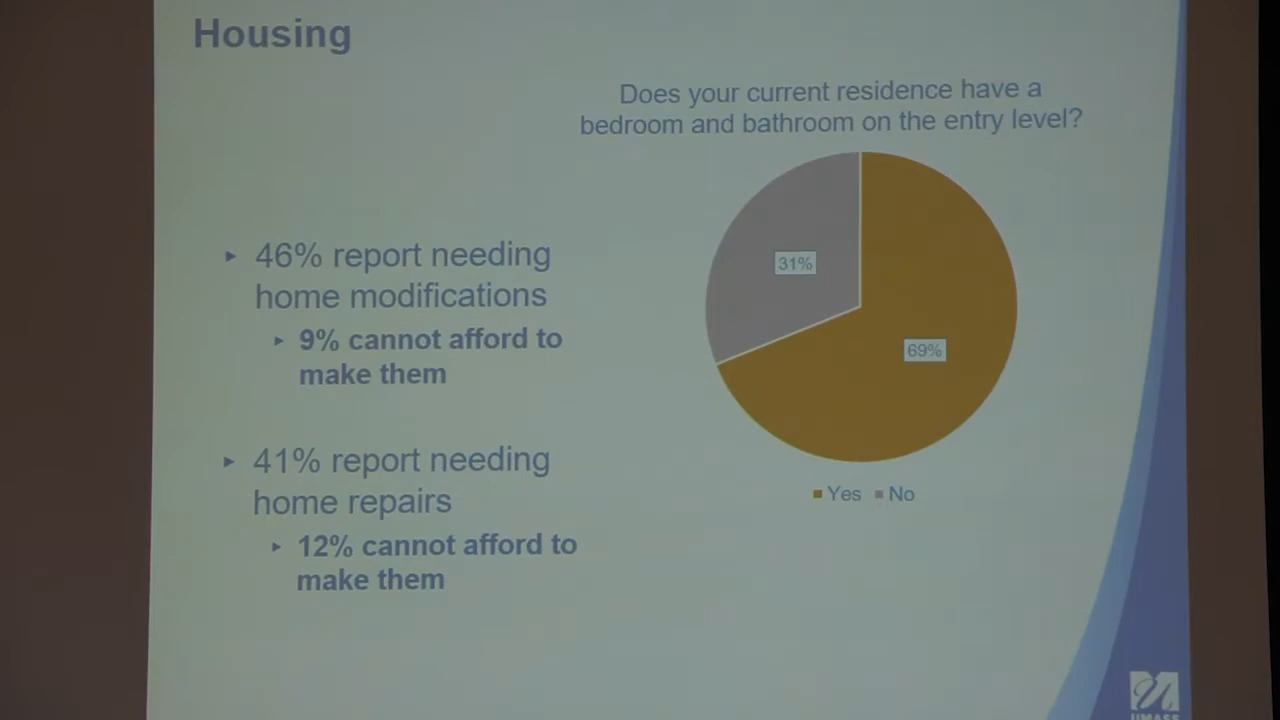 Housing
Does your current residence have a
bedroom and bathroom on the entry level?
46% report needing
home modifications
9% cannot afford to
make them
41% report needing
home repairs
12% cannot afford to
make them
31%
69%
Yes No
UMASS